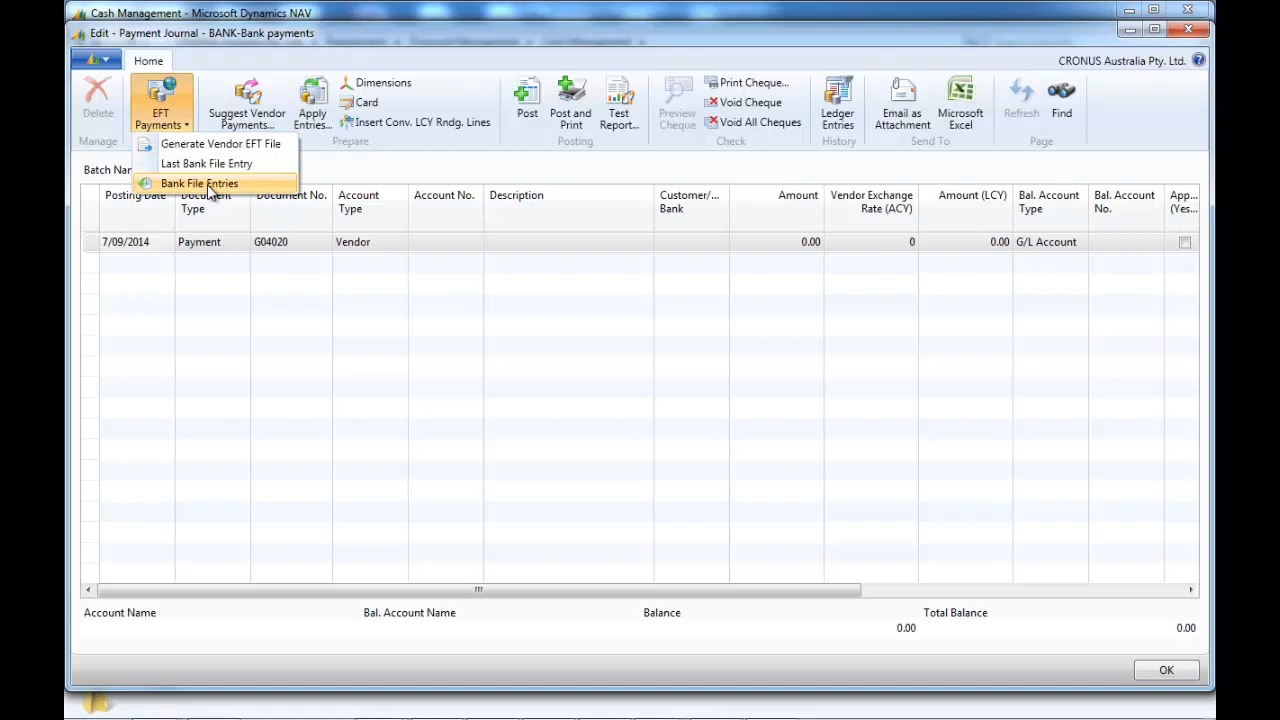 Cash Management - Microsoft Dynamics NAV
Edit - Payment Journal - BANK-Bank payments
Home
CRONUS Australia Pty. Ltd.
Delete
EFT Payments
Suggest Vendor Payments...
Apply Entries...
Dimensions
Card
Insert Conv. LCY Rndg. Lines
Post
Post and Print
Test Report...
Preview Cheque
Print Cheque...
Void Cheque
Void All Cheques
Ledger Entries
Email as Attachment
Microsoft Excel
Refresh
Find
Manage
Prepare
Posting
Check
History
Send To
Page
Generate Vendor EFT File
Last Bank File Entry
Bank File Entries
Batch
Posting Date
Document Type
Document No.
Account Type
Account No.
Description
Customer/... Bank
Amount
Vendor Exchange Rate (ACY)
Amount (LCY)
Bal. Account Type
Bal. Account No.
App... (Yes...
7/09/2014 Payment G04020 Vendor 0.00 0 0.00 G/L Account
Account Name Bal. Account Name Balance Total Balance
0.00 0.00
OK